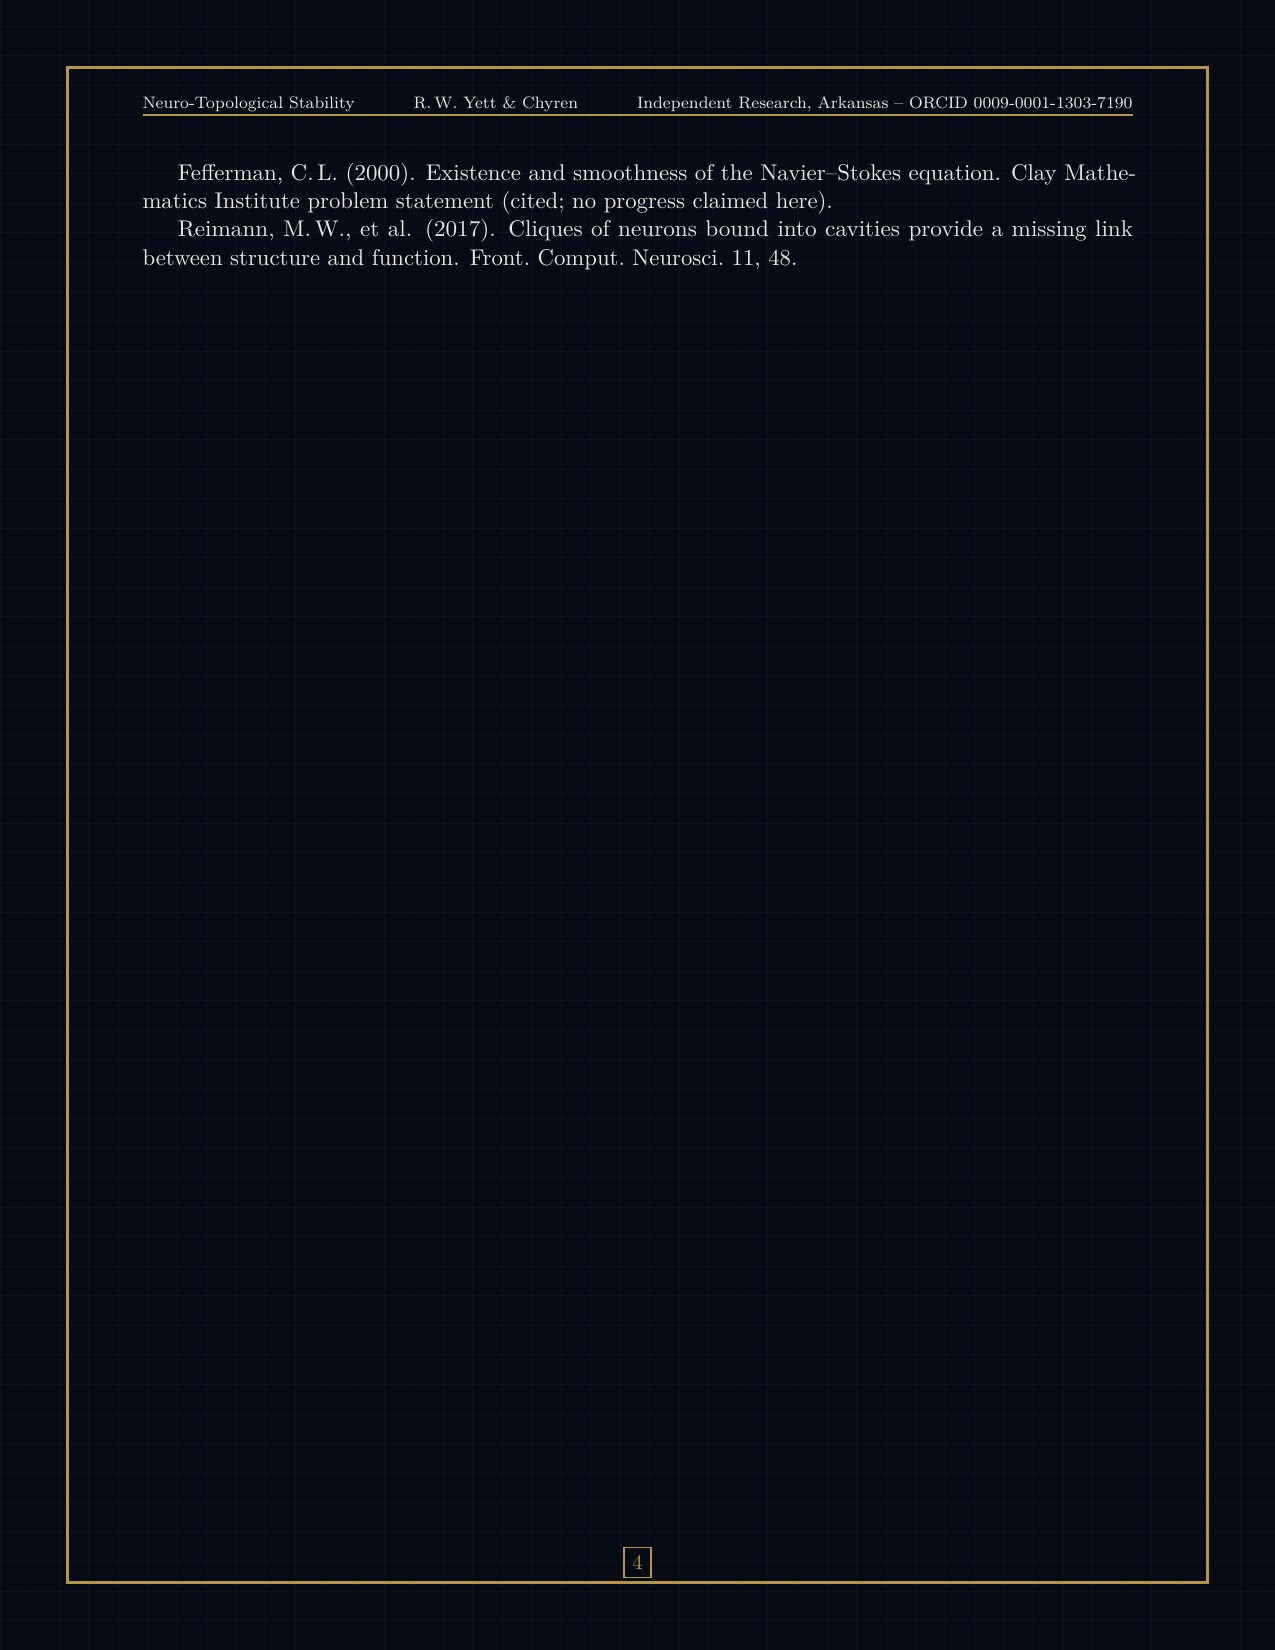 Neuro-Topological Stability R. W. Yett & Chyren Independent Research, Arkansas – ORCID 0009-0001-1303-7190
Fefferman, C. L. (2000). Existence and smoothness of the Navier–Stokes equation. Clay Mathe-
matics Institute problem statement (cited; no progress claimed here).
Reimann, M. W., et al. (2017). Cliques of neurons bound into cavities provide a missing link
between structure and function. Front. Comput. Neurosci. 11, 48.
4